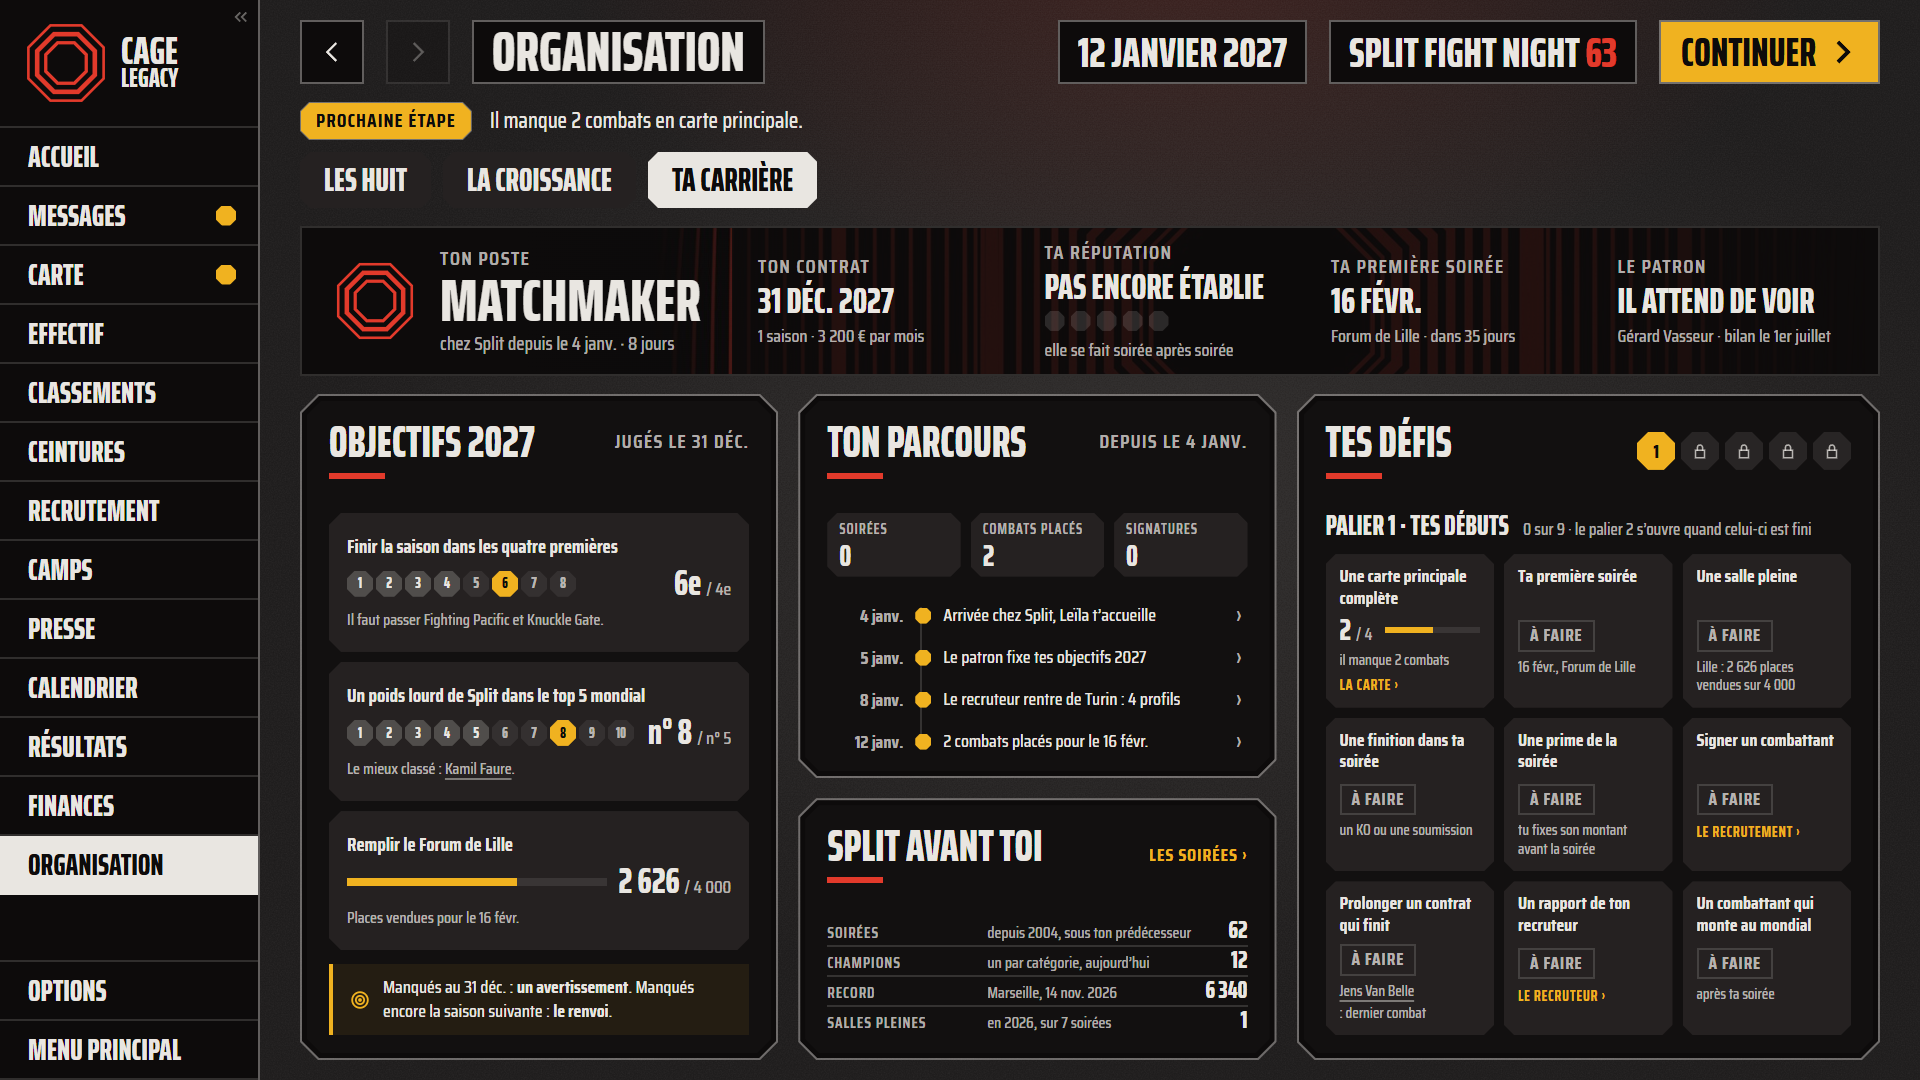 CAGE
LEGACY
ACCUEIL
MESSAGES
CARTE
EFFECTIF
CLASSEMENTS
CEINTURES
RECRUTEMENT
CAMPS
PRESSE
CALENDRIER
RÉSULTATS
FINANCES
ORGANISATION
OPTIONS
MENU PRINCIPAL
ORGANISATION
12 JANVIER 2027
SPLIT FIGHT NIGHT 63
CONTINUER
PROCHAINE ÉTAPE Il manque 2 combats en carte principale.
LES HUIT LA CROISSANCE TA CARRIÈRE
TON POSTE
MATCHMAKER
chez Split depuis le 4 janv. · 8 jours
TON CONTRAT
31 DÉC. 2027
1 saison · 3 200 € par mois
TA RÉPUTATION
PAS ENCORE ÉTABLIE
elle se fait soirée après soirée
TA PREMIÈRE SOIRÉE
16 FÉVR.
Forum de Lille · dans 35 jours
LE PATRON
IL ATTEND DE VOIR
Gérard Vasseur · bilan le 1er juillet
OBJECTIFS 2027 JUGÉS LE 31 DÉC.
Finir la saison dans les quatre premières
1 2 3 4 5 6 7 8 6e / 4e
Il faut passer Fighting Pacific et Knuckle Gate.
Un poids lourd de Split dans le top 5 mondial
1 2 3 4 5 6 7 8 9 10 n° 8 / n° 5
Le mieux classé : Kamil Faure.
Remplir le Forum de Lille
2 626 / 4 000
Places vendues pour le 16 févr.
Manqués au 31 déc. : un avertissement. Manqués
encore la saison suivante : le renvoi.
TON PARCOURS DEPUIS LE 4 JANV.
SOIRÉES
0
COMBATS PLACÉS
2
SIGNATURES
0
4 janv. Arrivée chez Split, Leïla t'accueille ›
5 janv. Le patron fixe tes objectifs 2027 ›
8 janv. Le recruteur rentre de Turin : 4 profils ›
12 janv. 2 combats placés pour le 16 févr. ›
SPLIT AVANT TOI LES SOIRÉES ›
SOIRÉES depuis 2004, sous ton prédécesseur 62
CHAMPIONS un par catégorie, aujourd'hui 12
RECORD Marseille, 14 nov. 2026 6 340
SALLES PLEINES en 2026, sur 7 soirées 1
TES DÉFIS 1
PALIER 1 · TES DÉBUTS 0 sur 9 · le palier 2 s'ouvre quand celui-ci est fini
Une carte principale
complète
2 / 4
il manque 2 combats
LA CARTE ›
Ta première soirée
À FAIRE
16 févr., Forum de Lille
Une salle pleine
À FAIRE
Lille : 2 626 places
vendues sur 4 000
Une finition dans ta
soirée
À FAIRE
un KO ou une soumission
Une prime de la
soirée
À FAIRE
tu fixes son montant
avant la soirée
Signer un combattant
À FAIRE
LE RECRUTEMENT ›
Prolonger un contrat
qui finit
À FAIRE
Jens Van Belle
: dernier combat
Un rapport de ton
recruteur
À FAIRE
LE RECRUTEUR ›
Un combattant qui
monte au mondial
À FAIRE
après ta soirée